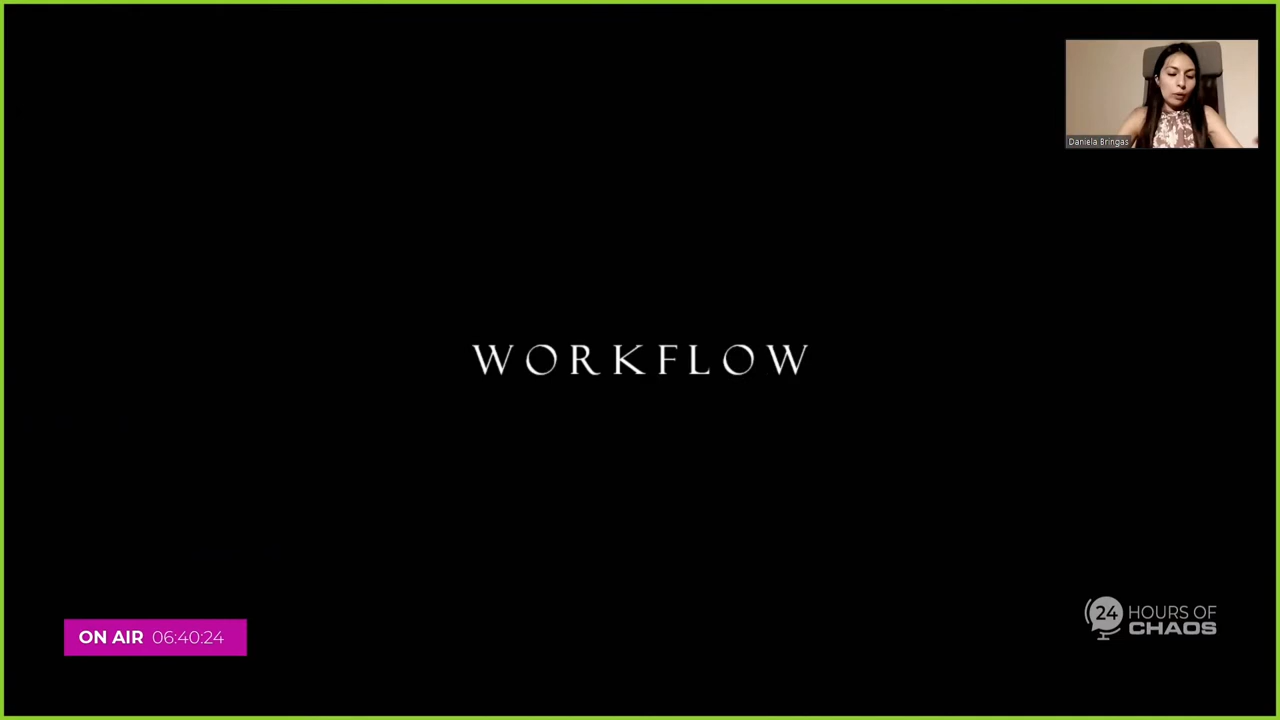 Daniela Bringas
WORKFLOW
ON AIR 06:40:24
24 HOURS OF
CHAOS